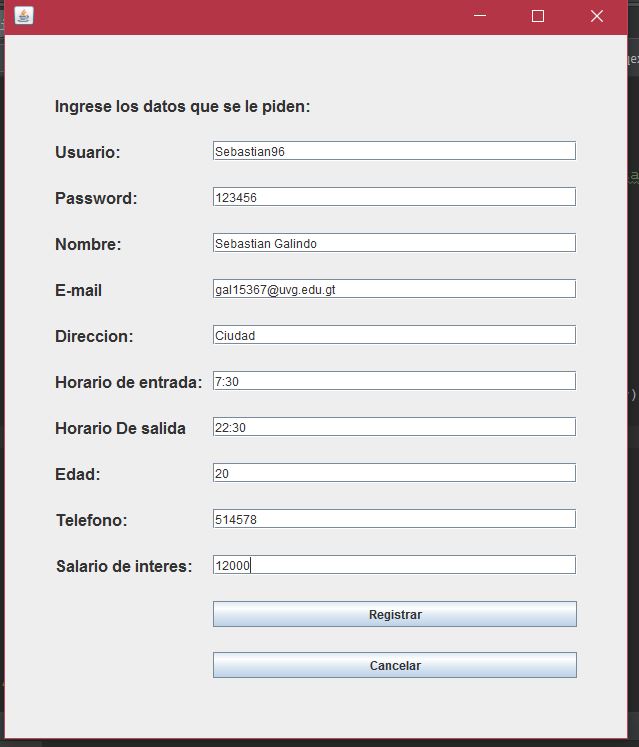 Ingrese los datos que se le piden:
Usuario: Sebastian96
Password: 123456
Nombre: Sebastian Galindo
E-mail gal15367@uvg.edu.gt
Direccion: Ciudad
Horario de entrada: 7:30
Horario De salida 22:30
Edad: 20
Telefono: 514578
Salario de interes: 12000
Registrar
Cancelar